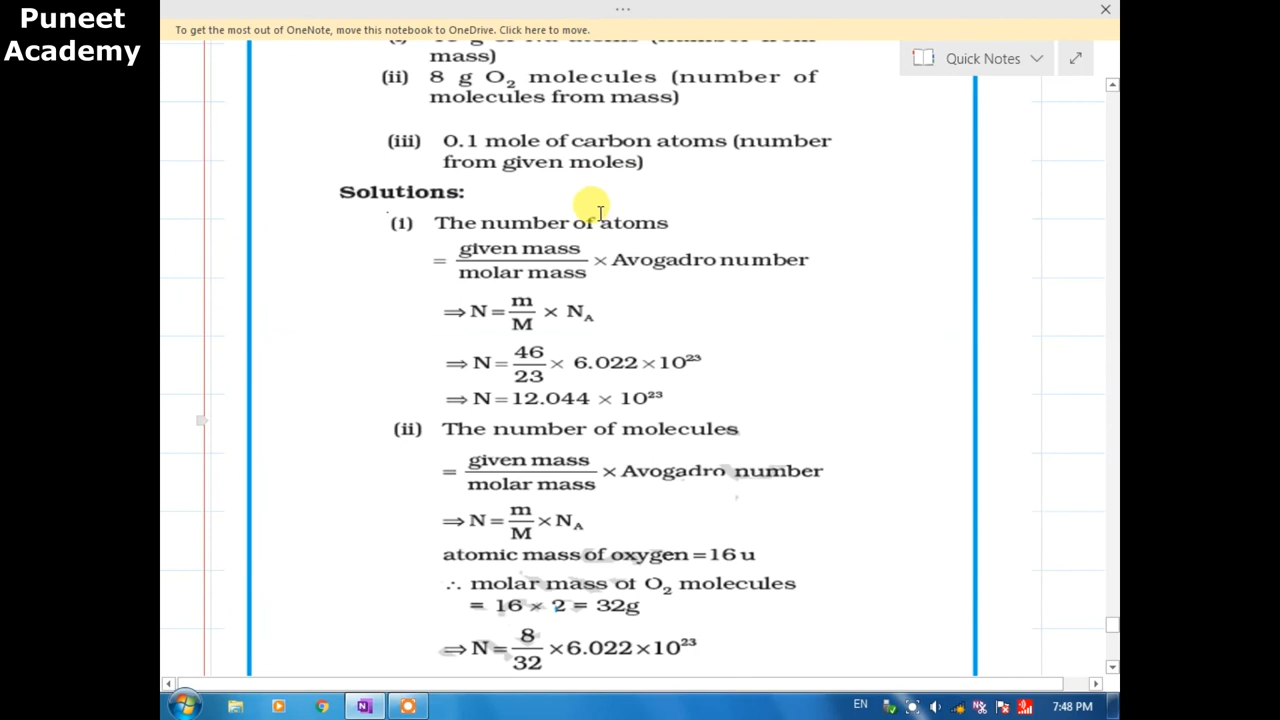 Puneet
Academy
To get the most out of OneNote, move this notebook to OneDrive. Click here to move.
Quick Notes
mass)
(ii) 8 g O₂ molecules (number of
molecules from mass)
(iii) 0.1 mole of carbon atoms (number
from given moles)
Solutions:
(i) The number of atoms
= given mass / molar mass × Avogadro number
⇒ N = m/M × N_A
⇒ N = 46/23 × 6.022 × 10²³
⇒ N = 12.044 × 10²³
(ii) The number of molecules
= given mass / molar mass × Avogadro number
⇒ N = m/M × N_A
atomic mass of oxygen = 16 u
∴ molar mass of O₂ molecules
= 16 × 2 = 32g
⇒ N = 8/32 × 6.022 × 10²³
EN
7:48 PM